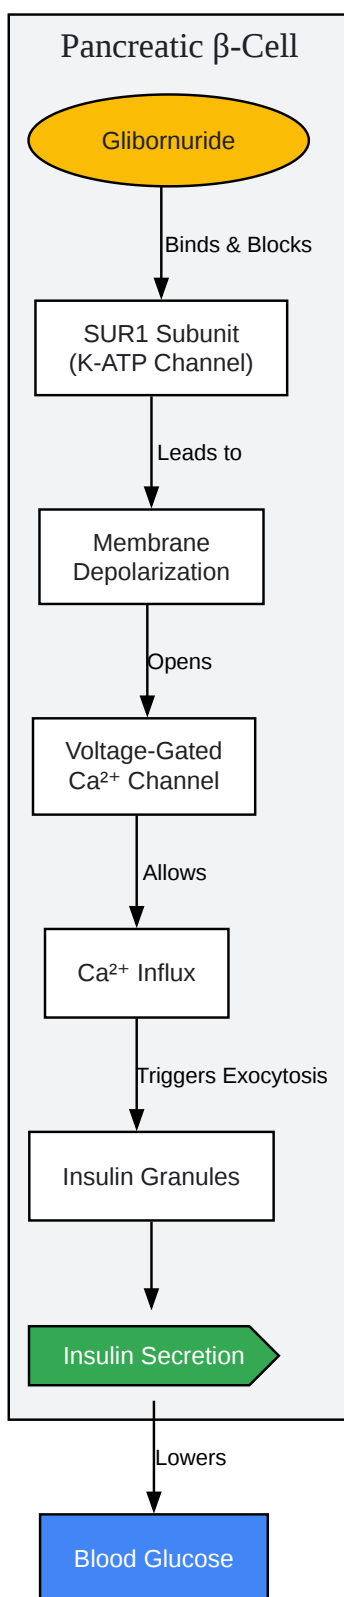 Pancreatic β-Cell
Glibornuride
Binds & Blocks
SUR1 Subunit
(K-ATP Channel)
Leads to
Membrane
Depolarization
Opens
Voltage-Gated
Ca²⁺ Channel
Allows
Ca²⁺ Influx
Triggers Exocytosis
Insulin Granules
Insulin Secretion
Lowers
Blood Glucose